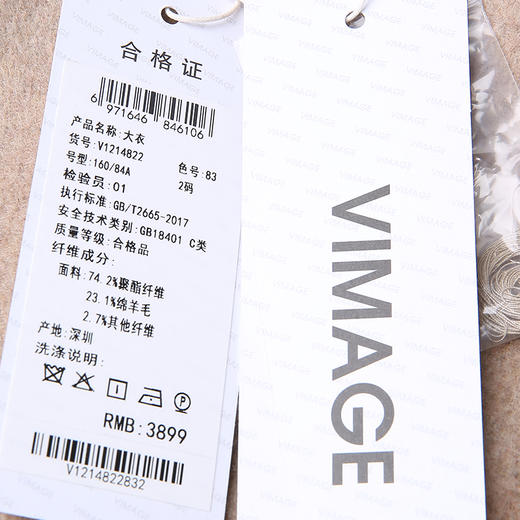 合格证
6 971646 846106
产品名称:大衣
货号:V1214822 色号:83
号型:160/84A 2码
检验员:01
执行标准:GB/T2665-2017
安全技术类别:GB18401 C类
质量等级:合格品
纤维成分:
面料:74.2%聚酯纤维
23.1%绵羊毛
2.7%其他纤维
产地:深圳
洗涤说明:
P
RMB:3899
V1214822832
VIMAGE